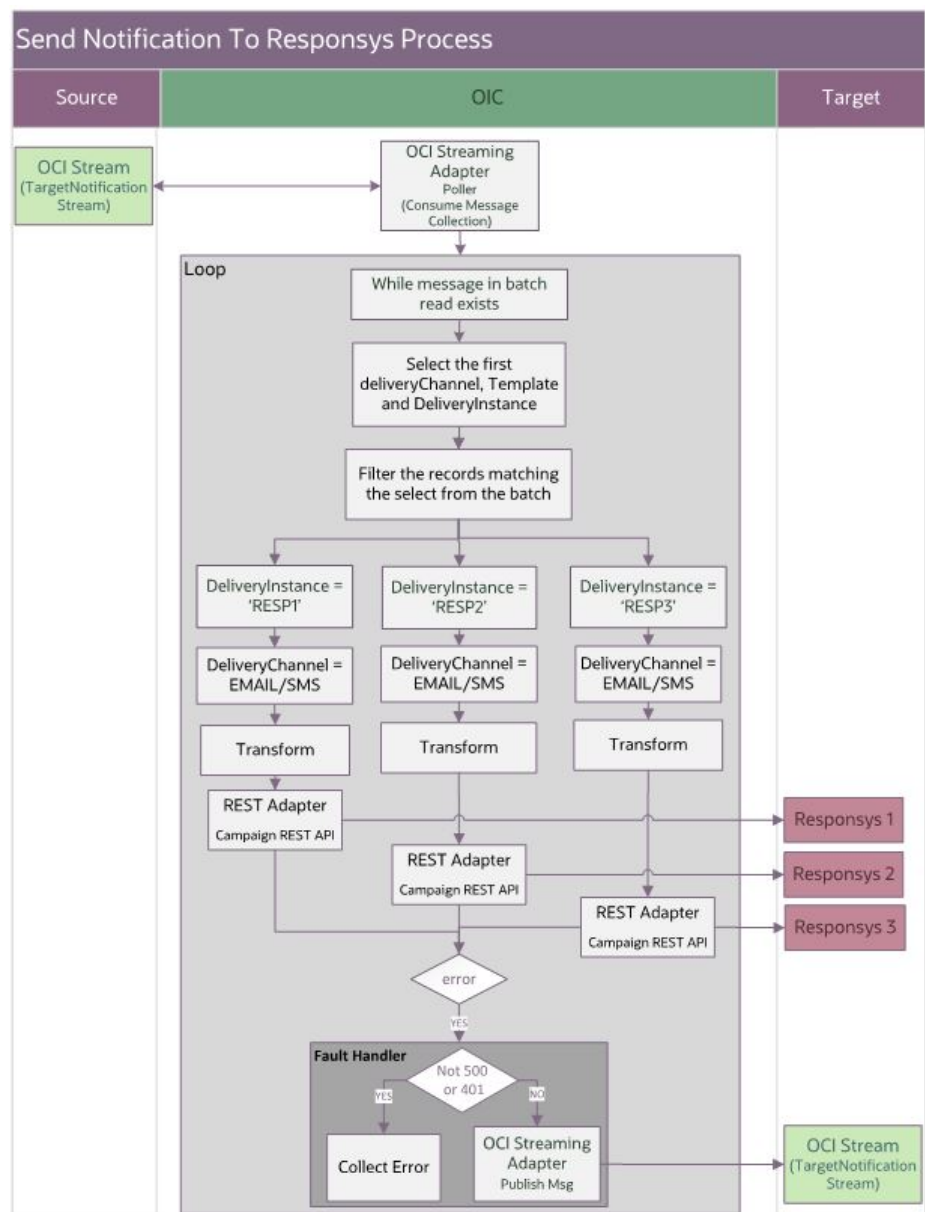 Send Notification To Responsys Process
Source
OIC
Target
OCI Stream
(TargetNotification
Stream)
OCI Streaming
Adapter
Poller
(Consume Message
Collection)
Loop
While message in batch
read exists
Select the first
deliveryChannel, Template
and DeliveryInstance
Filter the records matching
the select from the batch
DeliveryInstance =
‘RESP1’
DeliveryInstance =
‘RESP2’
DeliveryInstance =
‘RESP3’
DeliveryChannel =
EMAIL/SMS
DeliveryChannel =
EMAIL/SMS
DeliveryChannel =
EMAIL/SMS
Transform
Transform
Transform
REST Adapter
Campaign REST API
Responsys 1
REST Adapter
Campaign REST API
Responsys 2
REST Adapter
Campaign REST API
Responsys 3
error
YES
Fault Handler
Not 500
or 401
YES
NO
Collect Error
OCI Streaming
Adapter
Publish Msg
OCI Stream
(TargetNotification
Stream)